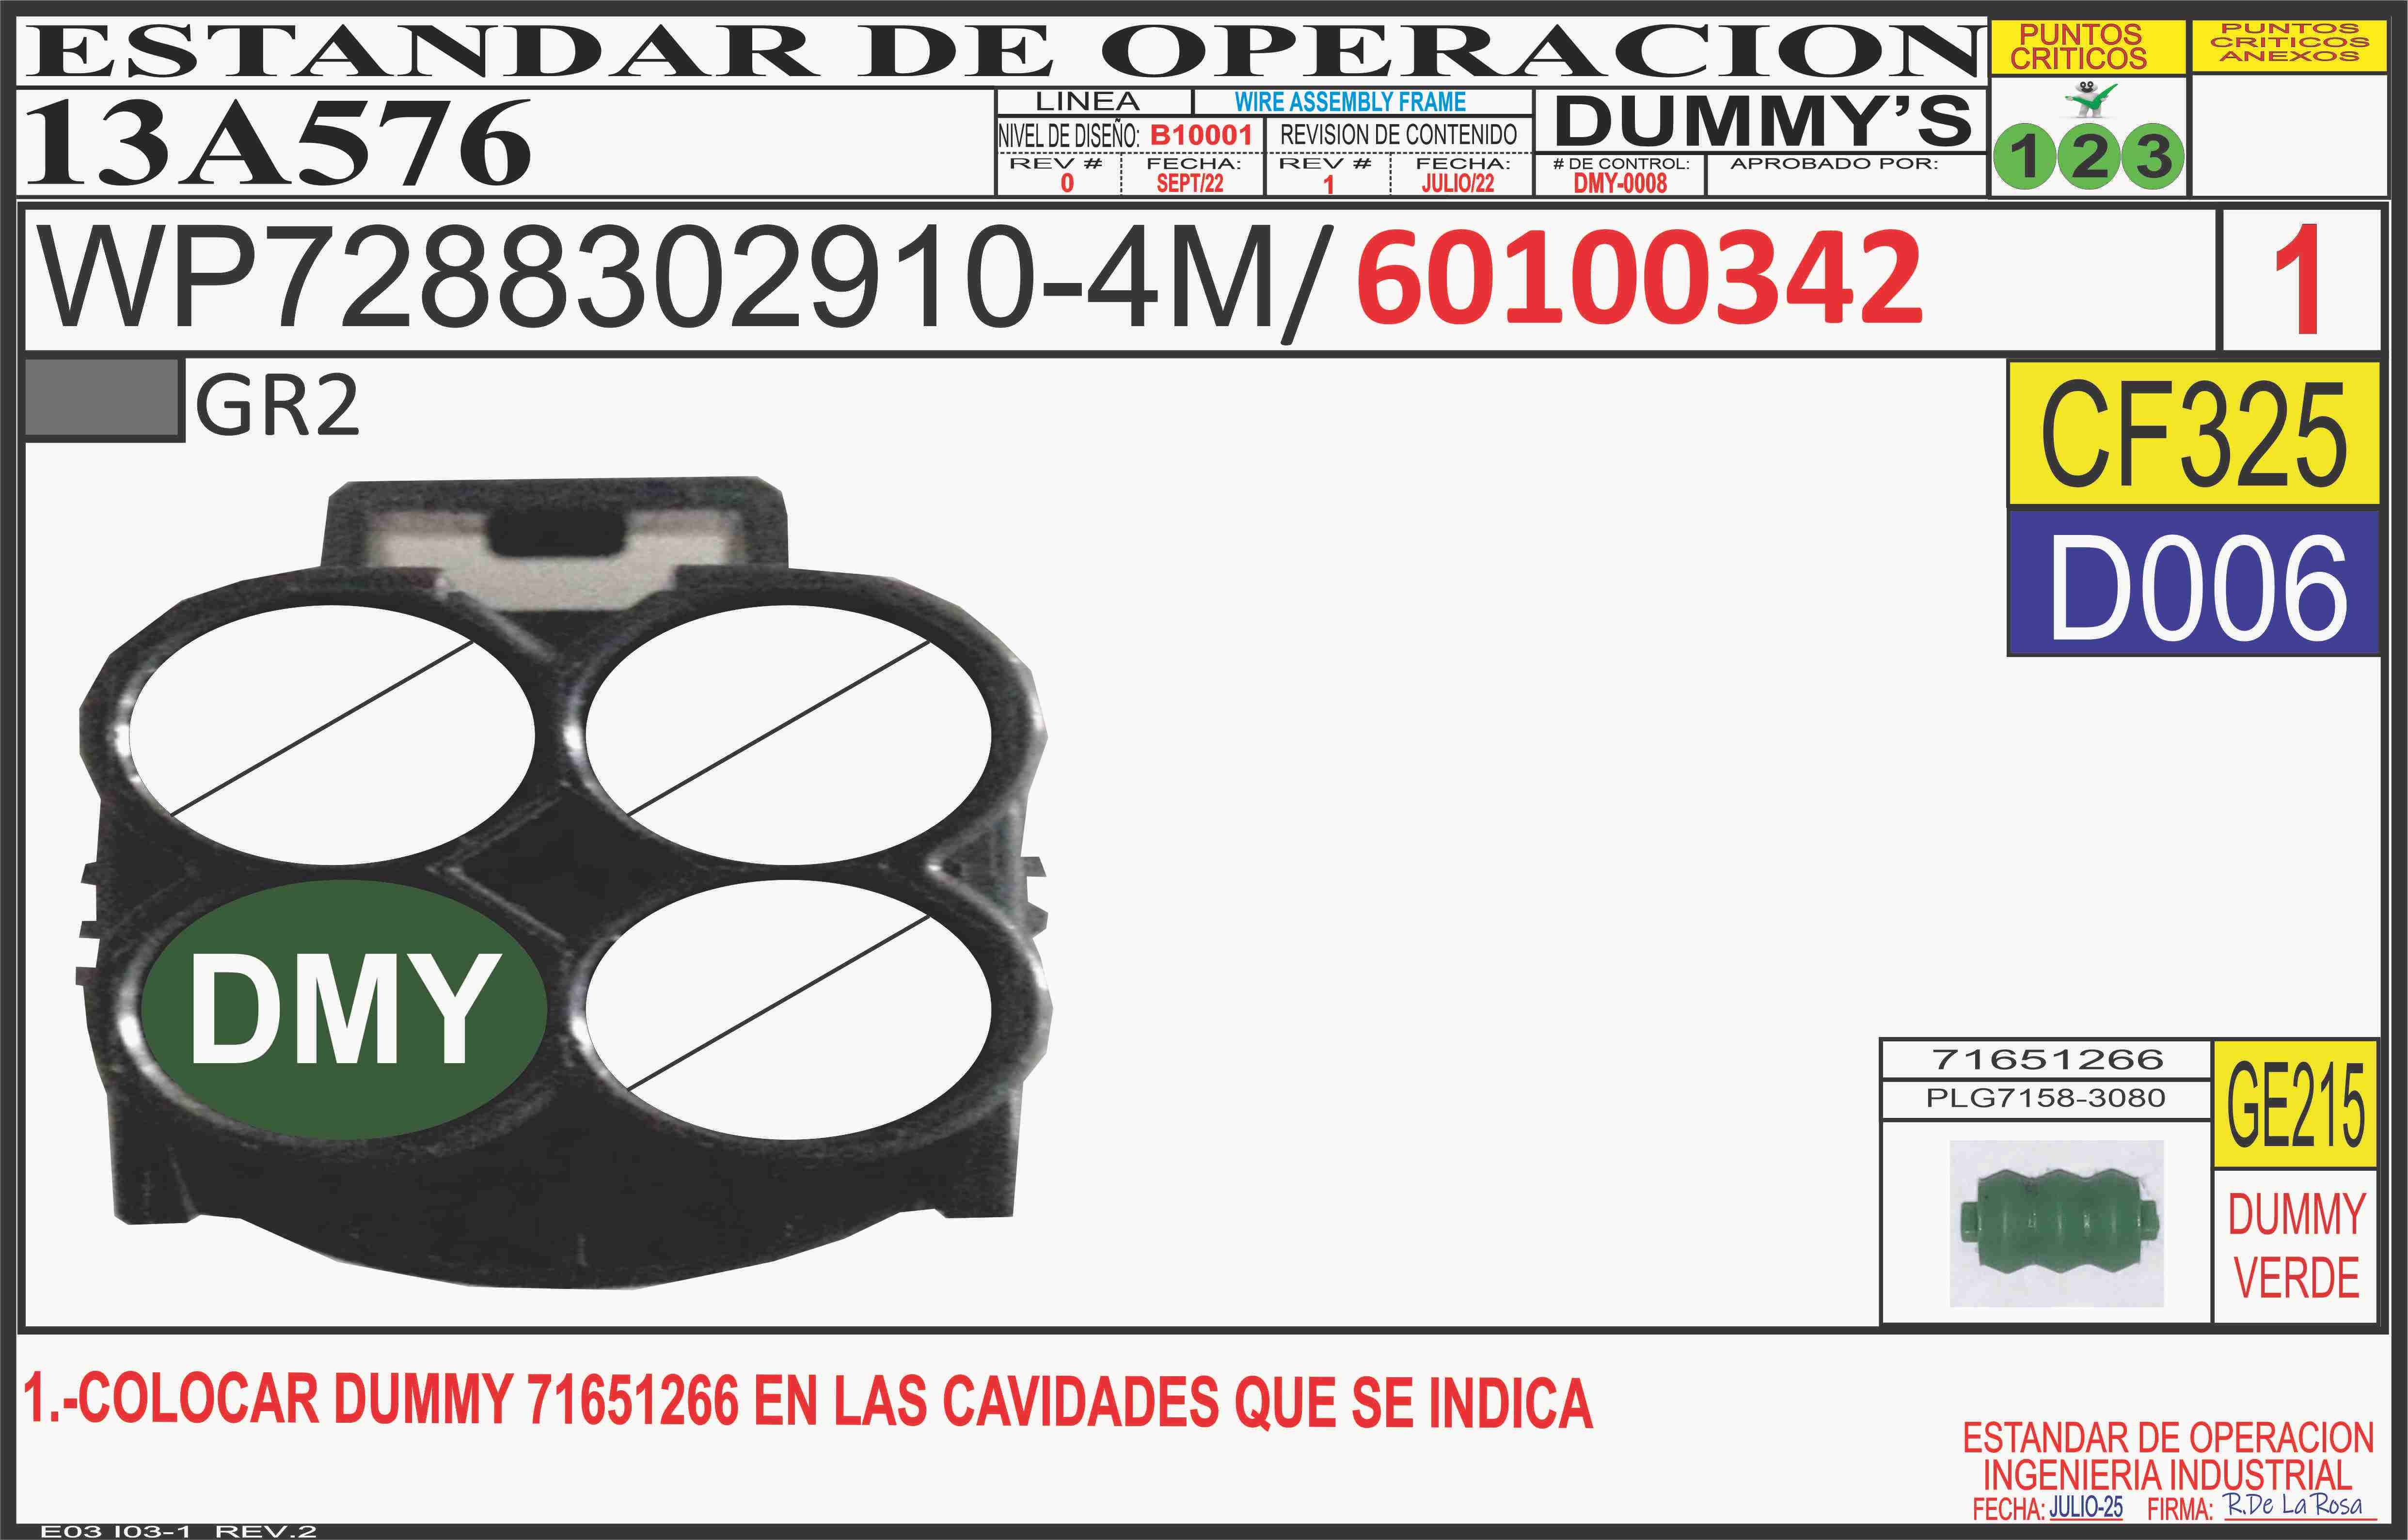 ESTANDAR DE OPERACION
PUNTOS CRITICOS
PUNTOS CRITICOS ANEXOS
13A576
LINEA
WIRE ASSEMBLY FRAME
NIVEL DE DISEÑO: B10001
REVISION DE CONTENIDO
REV #
0
FECHA:
SEPT/22
REV #
1
FECHA:
JULIO/22
DUMMY'S
# DE CONTROL:
DMY-0008
APROBADO POR:
1 2 3
WP7288302910-4M/60100342
1
GR2
CF325
D006
DMY
71651266
PLG7158-3080
GE215
DUMMY
VERDE
1.-COLOCAR DUMMY 71651266 EN LAS CAVIDADES QUE SE INDICA
ESTANDAR DE OPERACION
INGENIERIA INDUSTRIAL
FECHA: JULIO-25 FIRMA: R.De La Rosa
E03 I03-1 REV.2